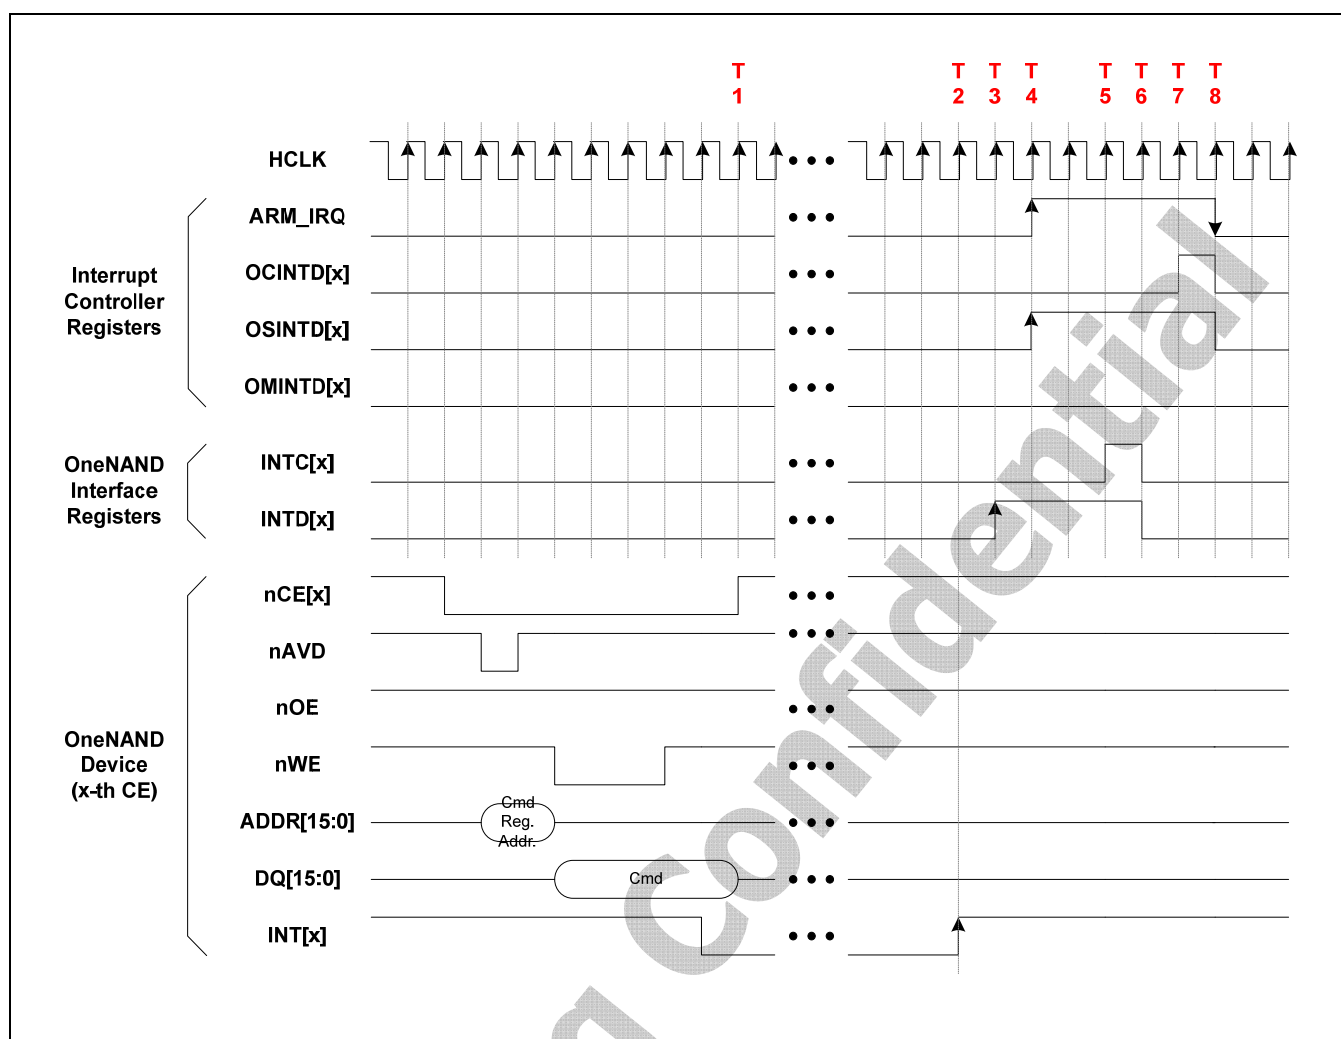 T T T T T T T T
1 2 3 4 5 6 7 8
HCLK
ARM_IRQ
Interrupt
Controller
Registers
OCINTD[x]
OSINTD[x]
OMINTD[x]
OneNAND
Interface
Registers
INTC[x]
INTD[x]
nCE[x]
nAVD
nOE
OneNAND
Device
(x-th CE)
nWE
ADDR[15:0]
Cmd
Reg.
Addr.
DQ[15:0]
Cmd
INT[x]
Confidential